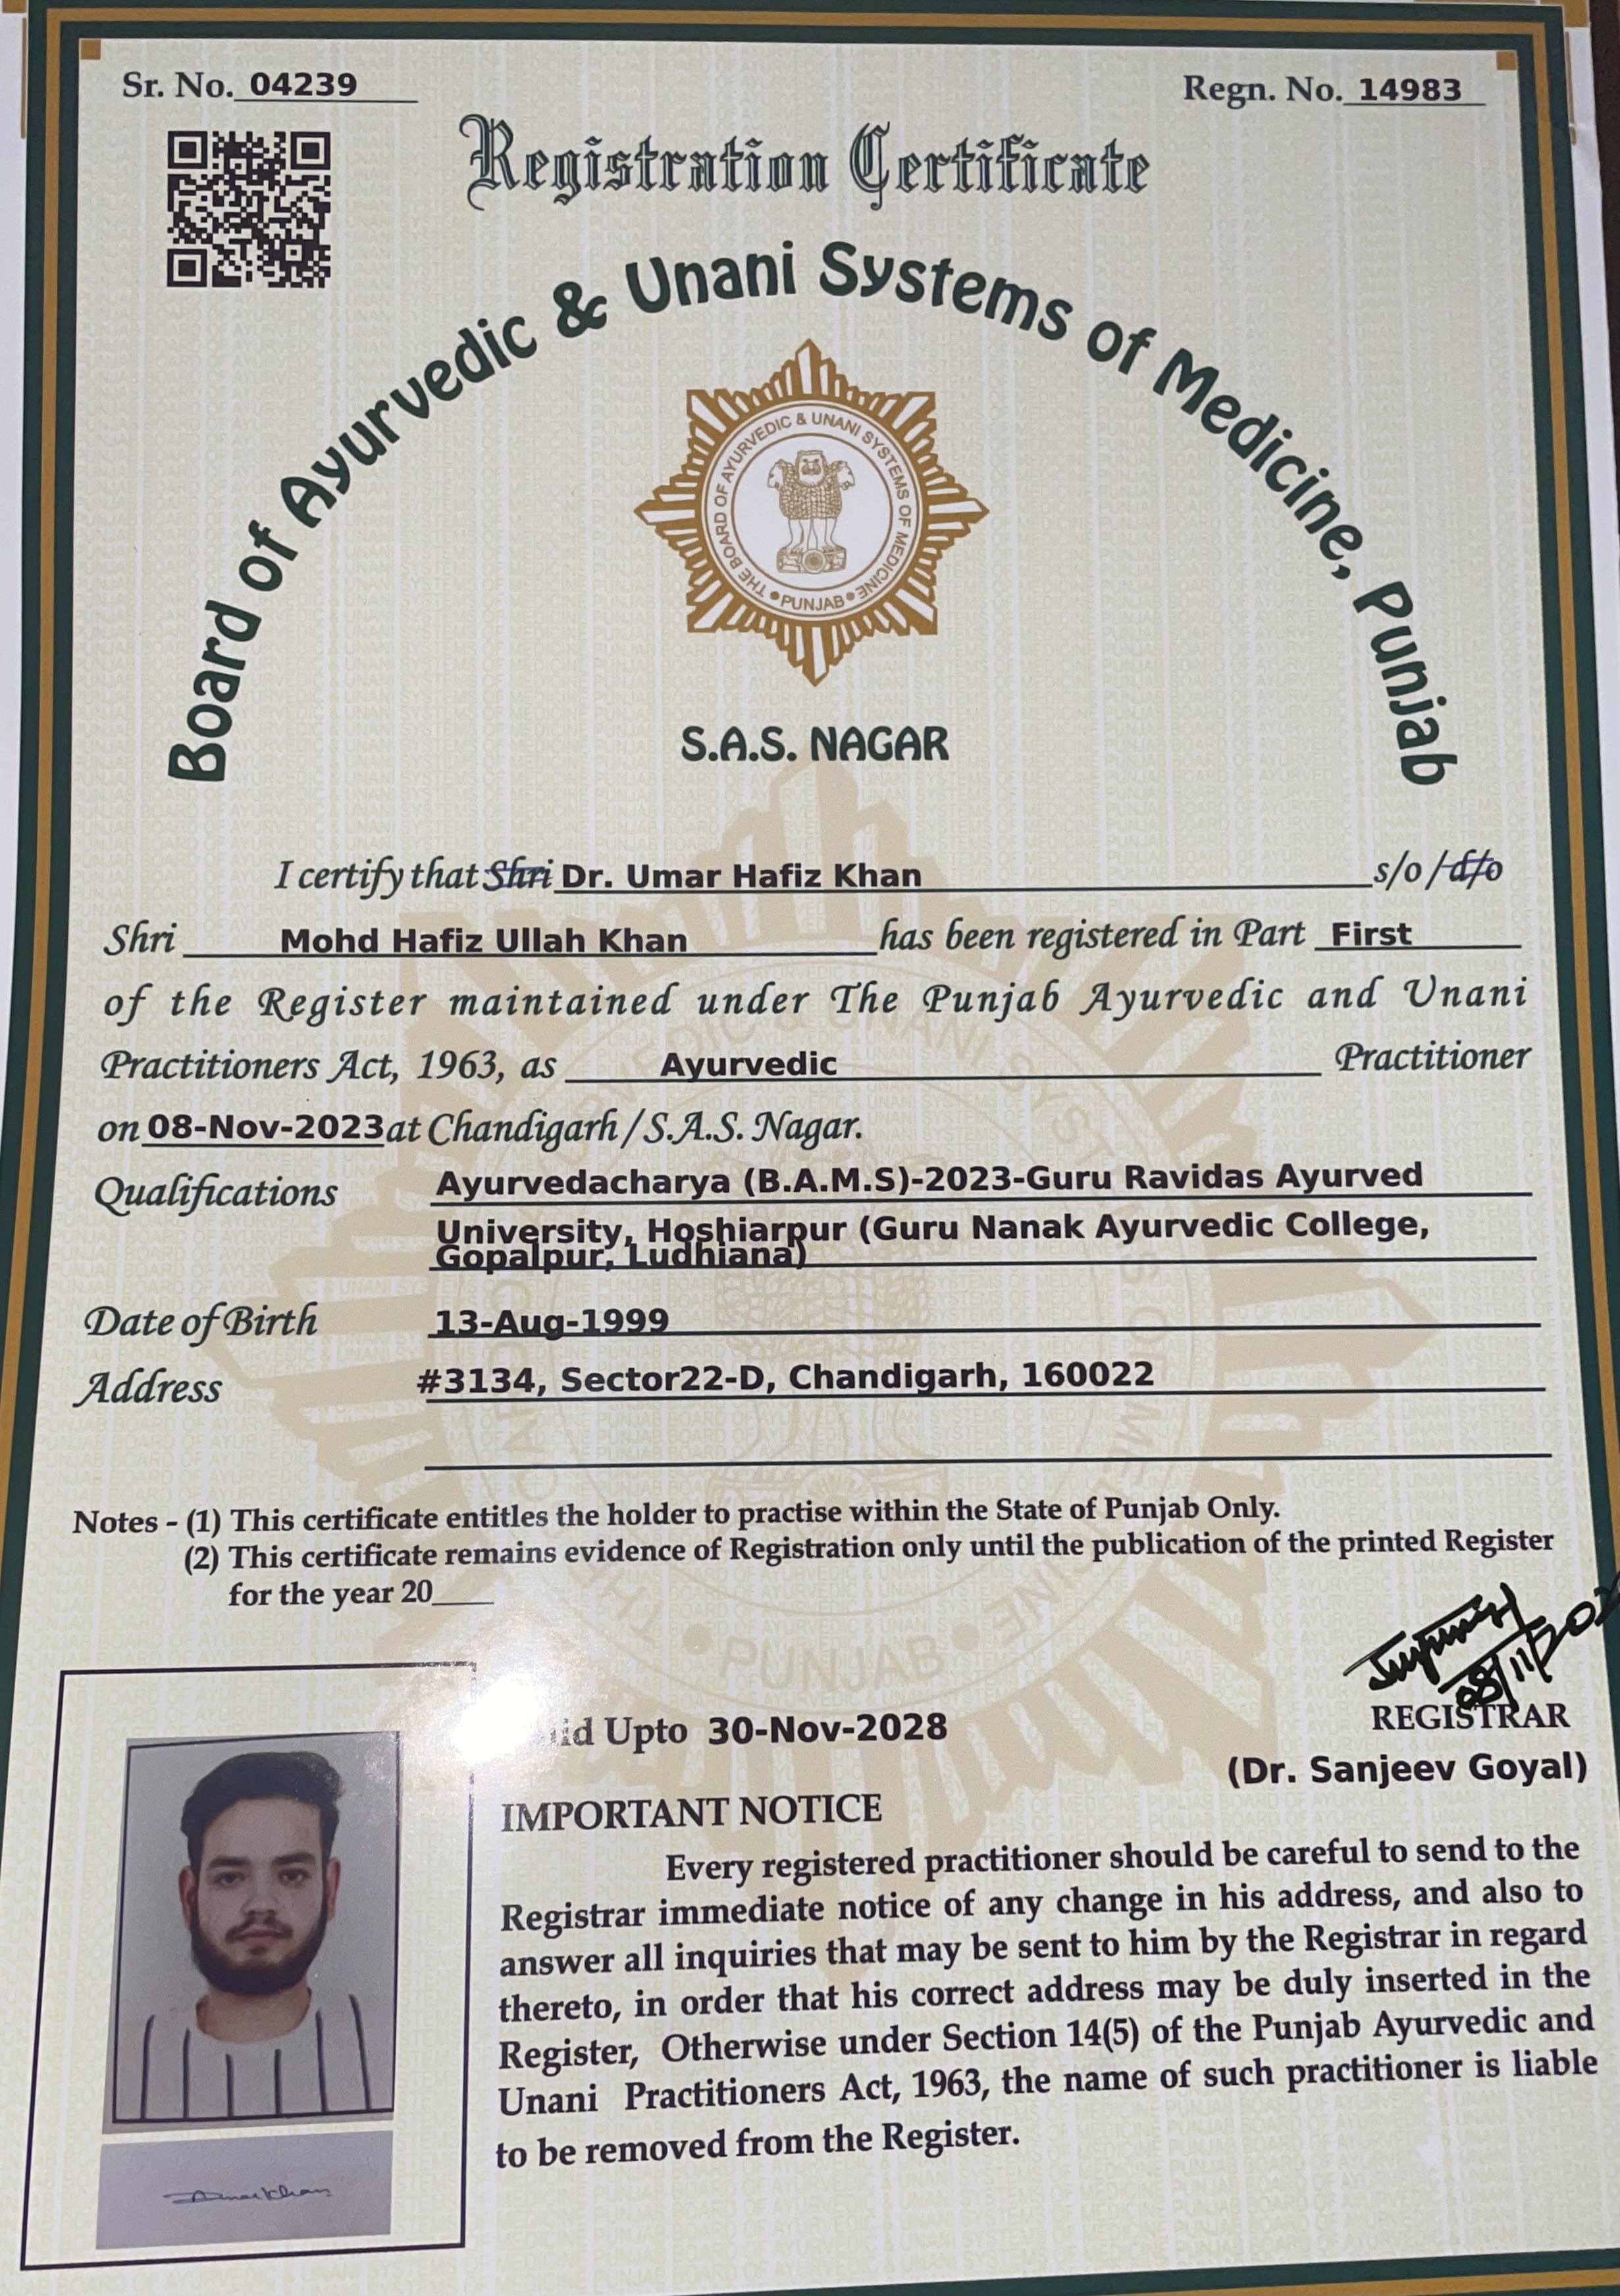 Sr. No. 04239
Regn. No. 14983
Registration Certificate
Board of Ayurvedic & Unani Systems of Medicine, Punjab
THE BOARD OF AYURVEDIC & UNANI SYSTEMS OF MEDICINE
PUNJAB
S.A.S. NAGAR
I certify that Shri Dr. Umar Hafiz Khan s/o / d/o
Shri Mohd Hafiz Ullah Khan has been registered in Part First
of the Register maintained under The Punjab Ayurvedic and Unani
Practitioners Act, 1963, as Ayurvedic Practitioner
on 08-Nov-2023 at Chandigarh / S.A.S. Nagar.
Qualifications Ayurvedacharya (B.A.M.S)-2023-Guru Ravidas Ayurved
University, Hoshiarpur (Guru Nanak Ayurvedic College,
Gopalpur, Ludhiana)
Date of Birth 13-Aug-1999
Address #3134, Sector22-D, Chandigarh, 160022
Notes - (1) This certificate entitles the holder to practise within the State of Punjab Only.
(2) This certificate remains evidence of Registration only until the publication of the printed Register
for the year 20____
08/11/202
REGISTRAR
(Dr. Sanjeev Goyal)
Upto 30-Nov-2028
IMPORTANT NOTICE
Every registered practitioner should be careful to send to the
Registrar immediate notice of any change in his address, and also to
answer all inquiries that may be sent to him by the Registrar in regard
thereto, in order that his correct address may be duly inserted in the
Register, Otherwise under Section 14(5) of the Punjab Ayurvedic and
Unani Practitioners Act, 1963, the name of such practitioner is liable
to be removed from the Register.